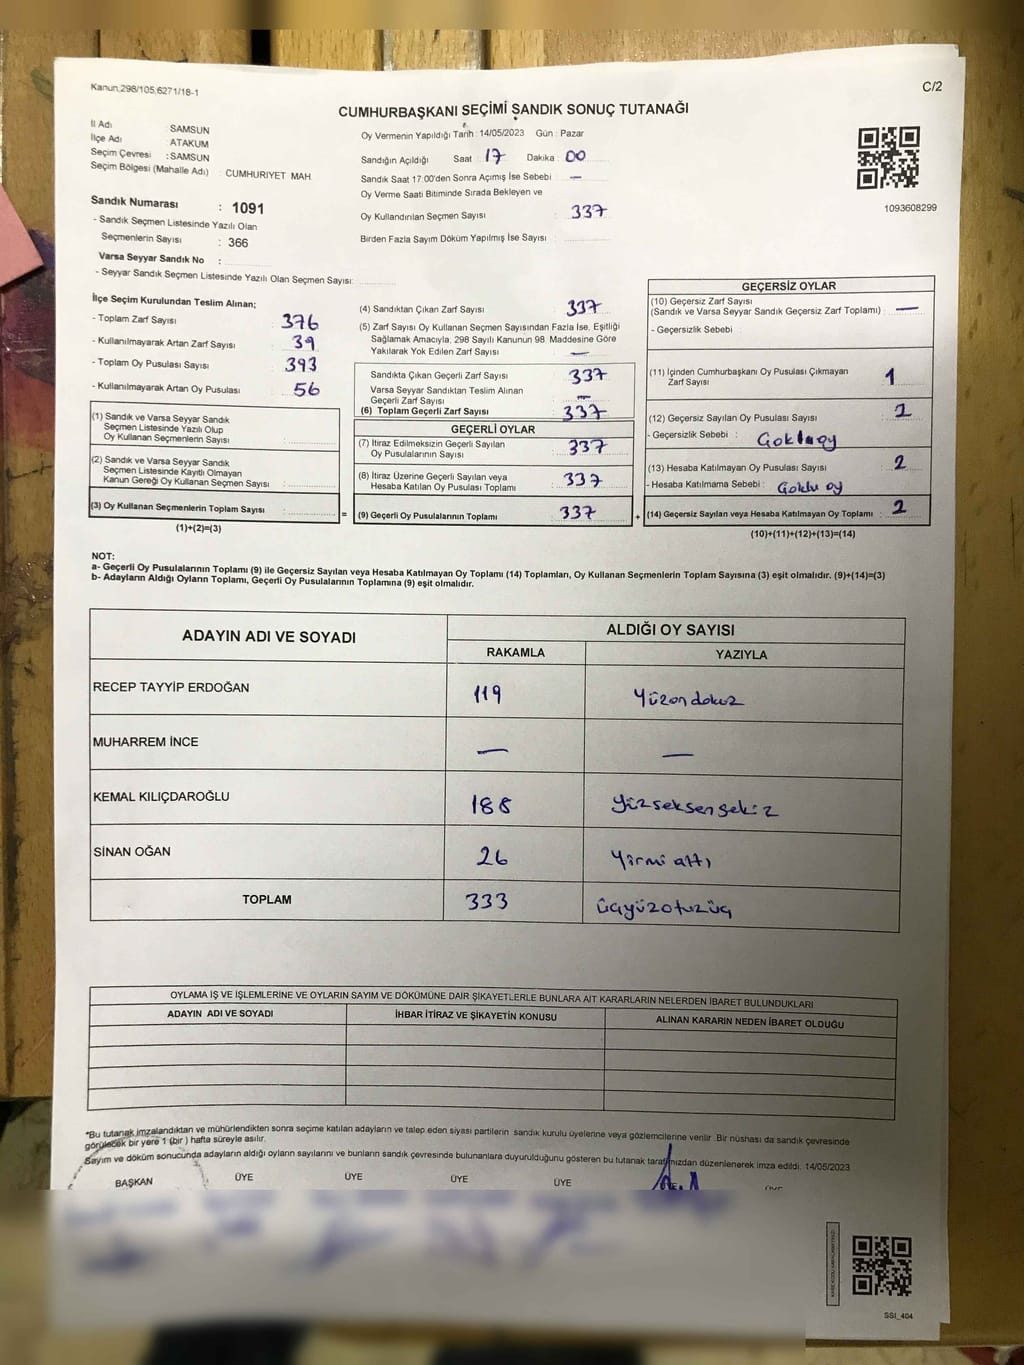 Kanun,298/105,6271/18-1
C/2
CUMHURBAŞKANI SEÇİMİ SANDIK SONUÇ TUTANAĞI
İl Adı : SAMSUN
İlçe Adı : ATAKUM
Seçim Çevresi : SAMSUN
Seçim Bölgesi (Mahalle Adı) : CUMHURIYET MAH
Sandık Numarası : 1091
- Sandık Seçmen Listesinde Yazılı Olan
Seçmenlerin Sayısı : 366
Varsa Seyyar Sandık No :
- Seyyar Sandık Seçmen Listesinde Yazılı Olan Seçmen Sayısı:
Oy Vermenin Yapıldığı Tarih : 14/05/2023 Gün : Pazar
Sandığın Açıldığı Saat : 17 Dakika : 00
Sandık Saat 17:00'den Sonra Açımış İse Sebebi : —
Oy Verme Saati Bitiminde Sırada Bekleyen ve
Oy Kullandırılan Seçmen Sayısı : 337
Birden Fazla Sayım Döküm Yapılmış İse Sayısı :
1093608299
İlçe Seçim Kurulundan Teslim Alınan;
- Toplam Zarf Sayısı : 376
- Kullanılmayarak Artan Zarf Sayısı : 39
- Toplam Oy Pusulası Sayısı : 393
- Kullanılmayarak Artan Oy Pusulası : 56
(1) Sandık ve Varsa Seyyar Sandık
Seçmen Listesinde Yazılı Olup
Oy Kullanan Seçmenlerin Sayısı :
(2) Sandık ve Varsa Seyyar Sandık
Seçmen Listesinde Kayıtlı Olmayan
Kanun Gereği Oy Kullanan Seçmen Sayısı :
(3) Oy Kullanan Seçmenlerin Toplam Sayısı :
(1)+(2)=(3)
(4) Sandıktan Çıkan Zarf Sayısı : 337
(5) Zarf Sayısı Oy Kullanan Seçmen Sayısından Fazla İse, Eşitliği
Sağlamak Amacıyla, 298 Sayılı Kanunun 98. Maddesine Göre
Yakılarak Yok Edilen Zarf Sayısı : —
Sandıkta Çıkan Geçerli Zarf Sayısı : 337
Varsa Seyyar Sandıktan Teslim Alınan
Geçerli Zarf Sayısı : —
(6) Toplam Geçerli Zarf Sayısı : 337
GEÇERLİ OYLAR
(7) İtiraz Edilmeksizin Geçerli Sayılan
Oy Pusulalarının Sayısı : 337
(8) İtiraz Üzerine Geçerli Sayılan veya
Hesaba Katılan Oy Pusulası Toplamı : 337
= (9) Geçerli Oy Pusulalarının Toplamı : 337 +
GEÇERSİZ OYLAR
(10) Geçersiz Zarf Sayısı
(Sandık ve Varsa Seyyar Sandık Geçersiz Zarf Toplamı) : —
- Geçersizlik Sebebi :
(11) İçinden Cumhurbaşkanı Oy Pusulası Çıkmayan
Zarf Sayısı : 1
(12) Geçersiz Sayılan Oy Pusulası Sayısı :
- Geçersizlik Sebebi :
(13) Hesaba Katılmayan Oy Pusulası Sayısı : 2
- Hesaba Katılmama Sebebi : oy
(14) Geçersiz Sayılan veya Hesaba Katılmayan Oy Toplamı : 2
(10)+(11)+(12)+(13)=(14)
NOT:
a- Geçerli Oy Pusulalarının Toplamı (9) ile Geçersiz Sayılan veya Hesaba Katılmayan Oy Toplamı (14) Toplamları, Oy Kullanan Seçmenlerin Toplam Sayısına (3) eşit olmalıdır. (9)+(14)=(3)
b- Adayların Aldığı Oyların Toplamı, Geçerli Oy Pusulalarının Toplamına (9) eşit olmalıdır.
ADAYIN ADI VE SOYADI
ALDIĞI OY SAYISI
RAKAMLA YAZIYLA
RECEP TAYYİP ERDOĞAN 119 Yüzondokuz
MUHARREM İNCE — —
KEMAL KILIÇDAROĞLU 188 yüzseksensekiz
SİNAN OĞAN 26 Yirmi altı
TOPLAM 333 üçyüzotuzüç
OYLAMA İŞ VE İŞLEMLERİNE VE OYLARIN SAYIM VE DÖKÜMÜNE DAİR ŞİKAYETLERLE BUNLARA AİT KARARLARIN NELERDEN İBARET BULUNDUKLARI
ADAYIN ADI VE SOYADI İHBAR İTİRAZ VE ŞİKAYETİN KONUSU ALINAN KARARIN NEDEN İBARET OLDUĞU
*Bu tutanak imzalandıktan ve mühürlendikten sonra seçime katılan adayların ve talep eden siyasi partilerin sandık kurulu üyelerine veya gözlemcilerine verilir. Bir nüshası da sandık çevresinde
görülecek bir yere 1 (bir) hafta süreyle asılır.
Sayım ve döküm sonucunda adayların aldığı oyların sayılarını ve bunların sandık çevresinde bulunanlara duyurulduğunu gösteren bu tutanak tarafımızdan düzenlenerek imza edildi. 14/05/2023
BAŞKAN ÜYE ÜYE ÜYE ÜYE
SSI_404